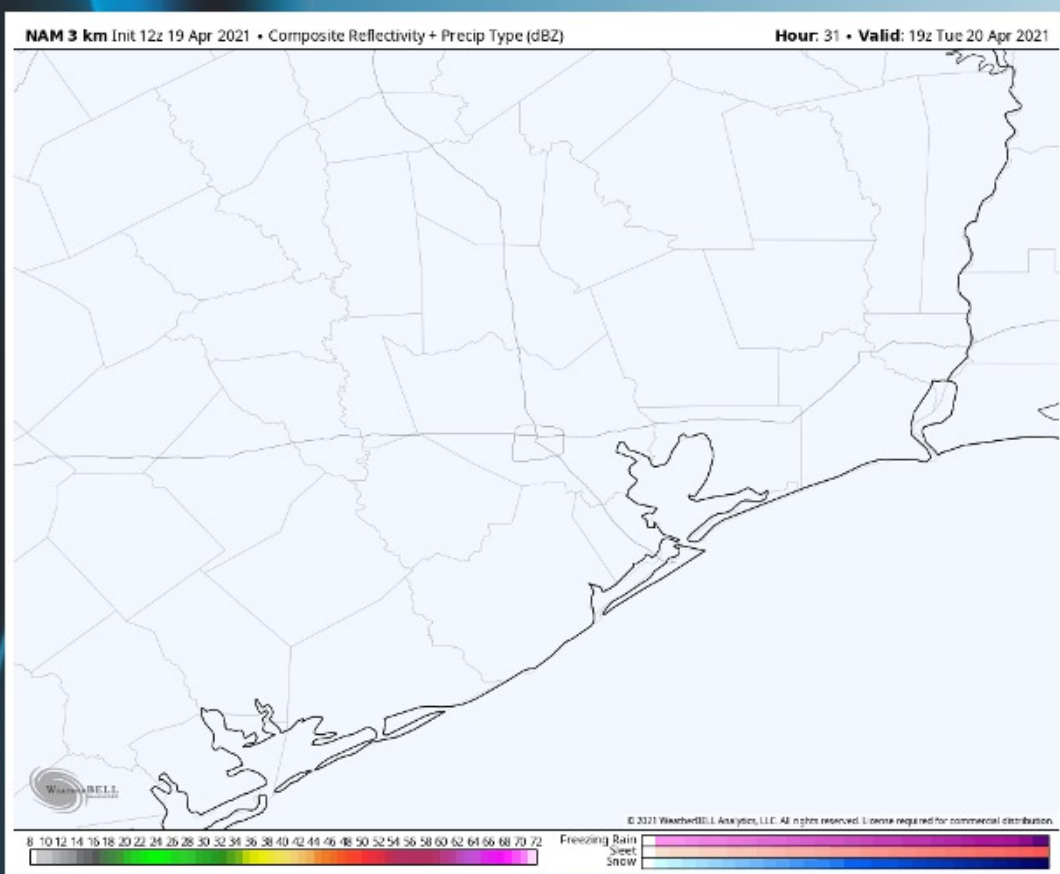 NAM 3 km Init 12z 19 Apr 2021 • Composite Reflectivity + Precip Type (dBZ) Hour: 31 • Valid: 19z Tue 20 Apr 2021
WeatherBELL
© 2021 WeatherBELL Analytics, LLC. All rights reserved. License required for commercial distribution.
8 10 12 14 16 18 20 22 24 26 28 30 32 34 36 38 40 42 44 46 48 50 52 54 56 58 60 62 64 66 68 70 72
Freezing Rain
Sleet
Snow